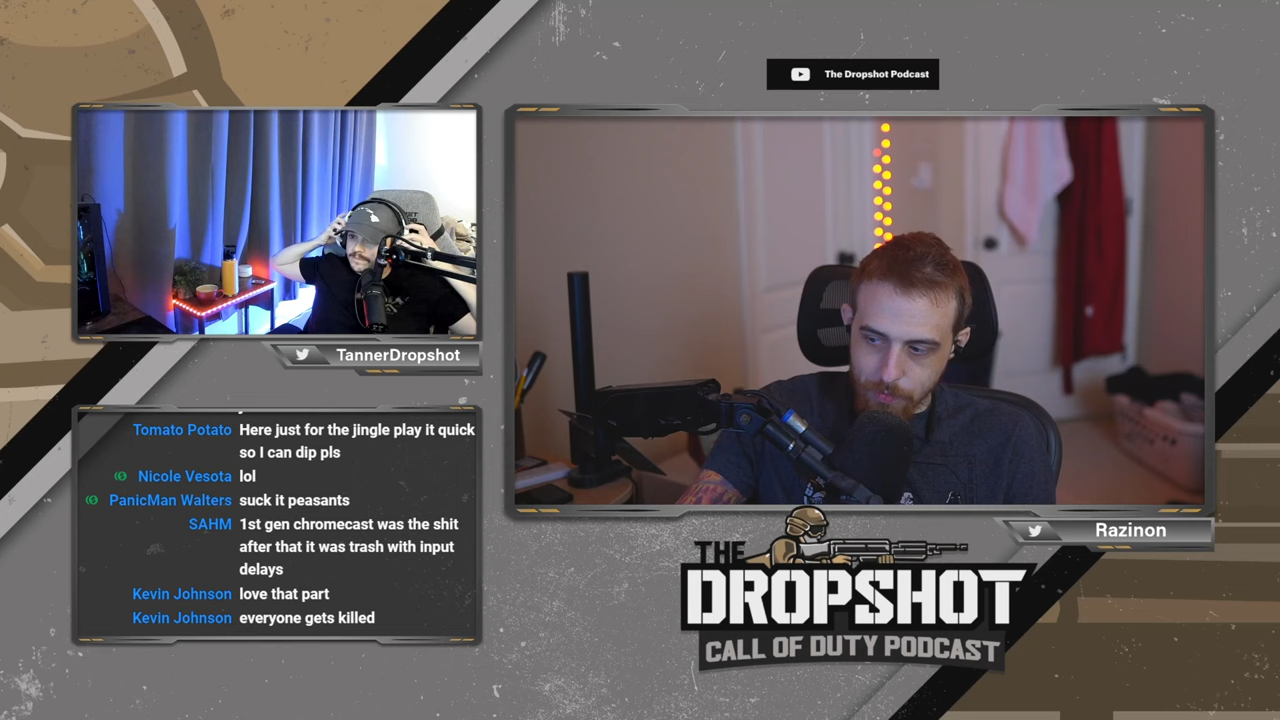 The Dropshot Podcast
TannerDropshot
Tomato Potato Here just for the jingle play it quick
so I can dip pls
Nicole Vesota lol
PanicMan Walters suck it peasants
SAHM 1st gen chromecast was the shit
after that it was trash with input
delays
Kevin Johnson love that part
Kevin Johnson everyone gets killed
Razinon
THE
DROPSHOT
CALL OF DUTY PODCAST